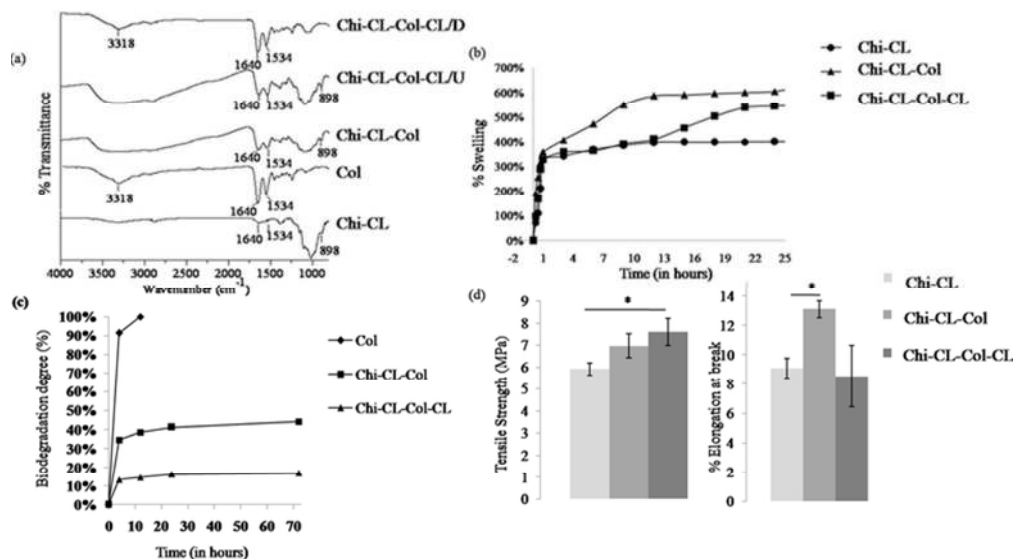 (a)
% Transmittance
Chi-CL-Col-CL/D
3318
1640
1534
Chi-CL-Col-CL/U
1640
1534
898
Chi-CL-Col
1640
1534
898
Col
3318
1640
1534
Chi-CL
1640
1534
898
4000 3500 3000 2500 2000 1500 1000
Wavenumber (cm-1)
(b)
% Swelling
700%
600%
500%
400%
300%
200%
100%
0%
-2 1 4 7 10 13 16 19 22 25
Time (in hours)
Chi-CL
Chi-CL-Col
Chi-CL-Col-CL
(c)
Biodegradation degree (%)
100%
90%
80%
70%
60%
50%
40%
30%
20%
10%
0%
0 10 20 30 40 50 60 70
Time (in hours)
Col
Chi-CL-Col
Chi-CL-Col-CL
(d)
Tensile Strength (MPa)
9
8
7
6
5
4
3
2
1
0
*
% Elongation at break
14
12
10
8
6
4
2
0
*
Chi-CL
Chi-CL-Col
Chi-CL-Col-CL